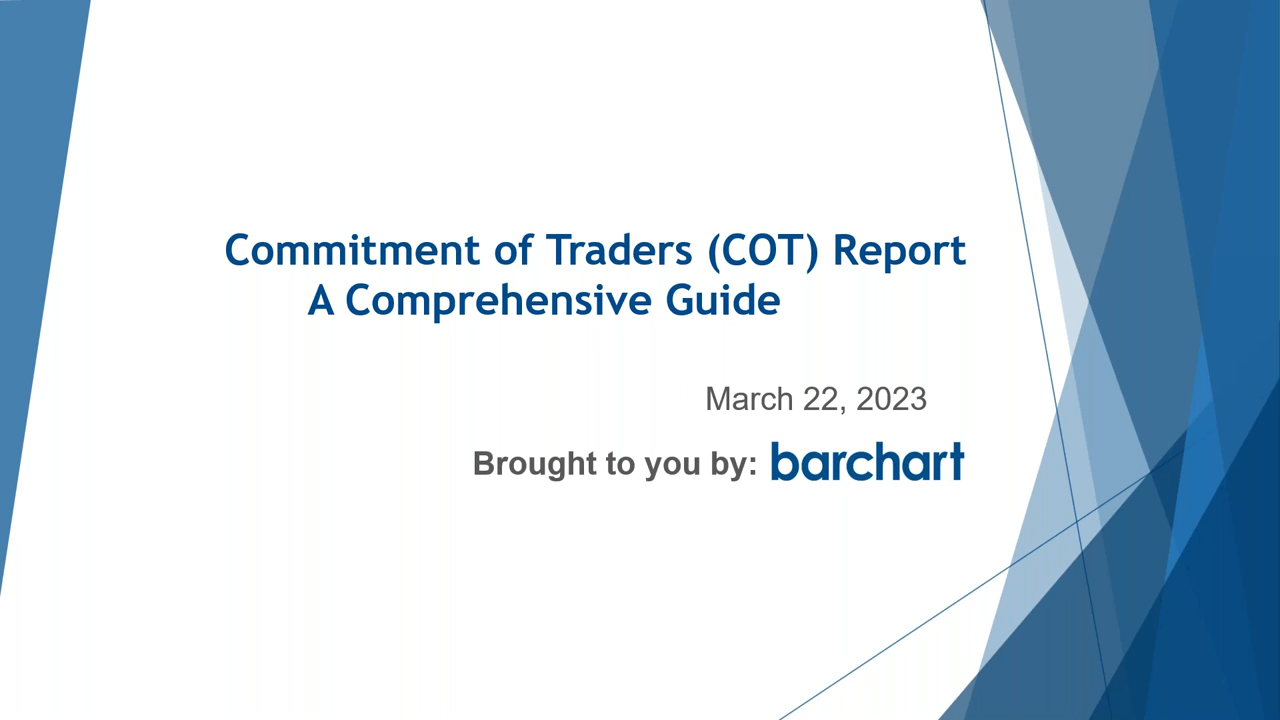 Commitment of Traders (COT) Report
A Comprehensive Guide
March 22, 2023
Brought to you by: barchart